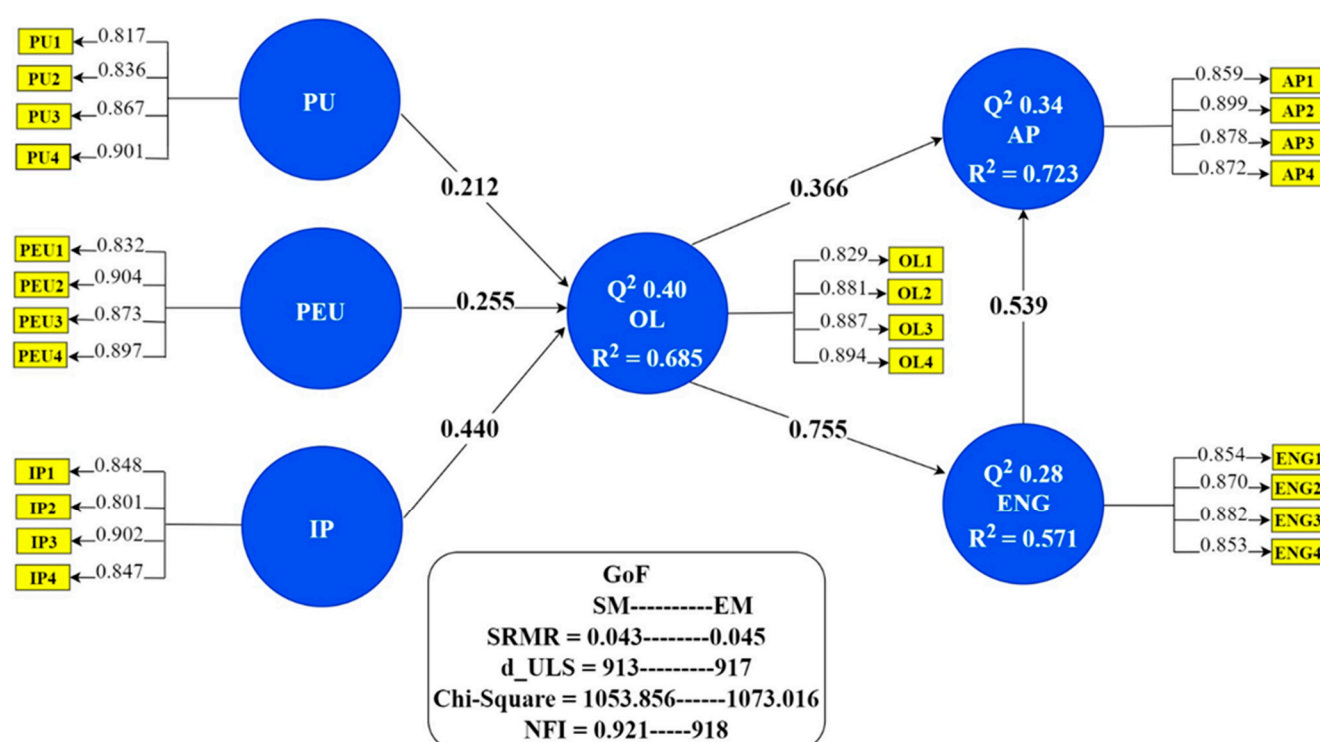 PU1 0.817
PU2 0.836
PU3 0.867
PU4 0.901
PU
0.212
PEU1 0.832
PEU2 0.904
PEU3 0.873
PEU4 0.897
PEU
0.255
IP1 0.848
IP2 0.801
IP3 0.902
IP4 0.847
IP
0.440
Q² 0.40
OL
R² = 0.685
0.829 OL1
0.881 OL2
0.887 OL3
0.894 OL4
0.366
0.755
Q² 0.34
AP
R² = 0.723
0.859 AP1
0.899 AP2
0.878 AP3
0.872 AP4
0.539
Q² 0.28
ENG
R² = 0.571
0.854 ENG1
0.870 ENG2
0.882 ENG3
0.853 ENG4
GoF
SM----------EM
SRMR = 0.043--------0.045
d_ULS = 913---------917
Chi-Square = 1053.856------1073.016
NFI = 0.921-----918